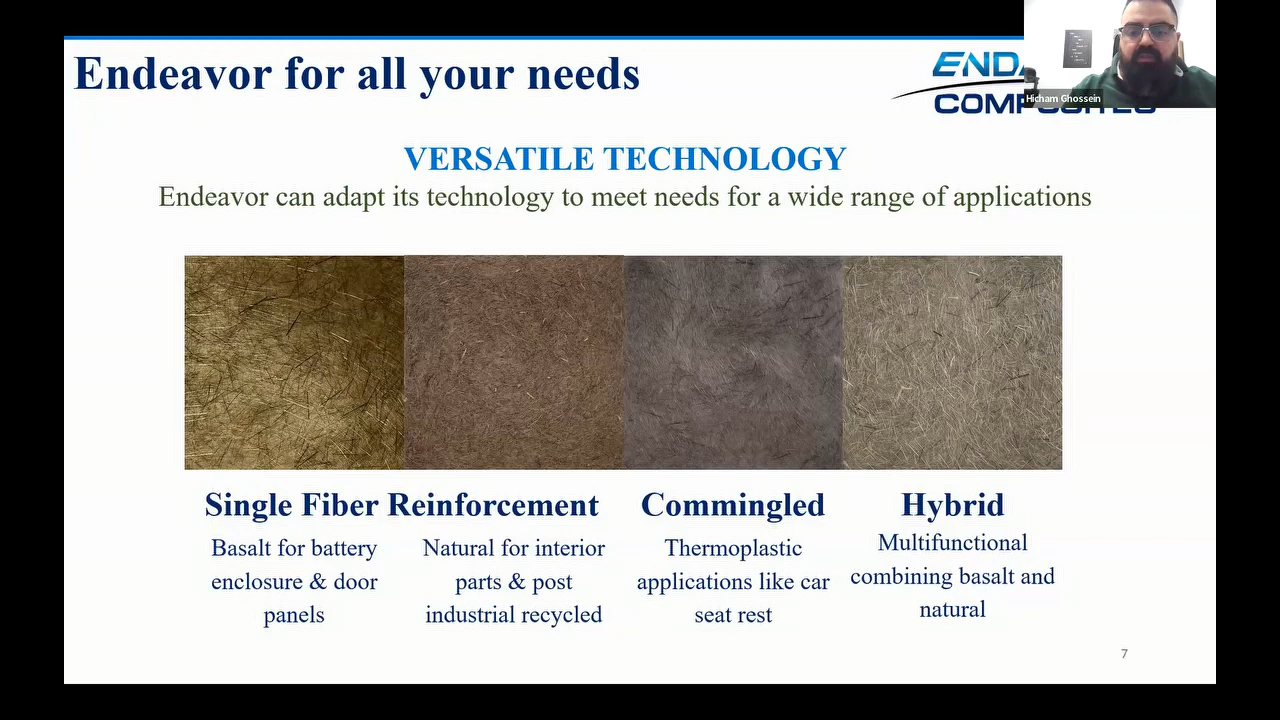 Endeavor for all your needs
Hicham Ghossein
VERSATILE TECHNOLOGY
Endeavor can adapt its technology to meet needs for a wide range of applications
Single Fiber Reinforcement
Basalt for battery
enclosure & door
panels
Natural for interior
parts & post
industrial recycled
Commingled
Thermoplastic
applications like car
seat rest
Hybrid
Multifunctional
combining basalt and
natural
7